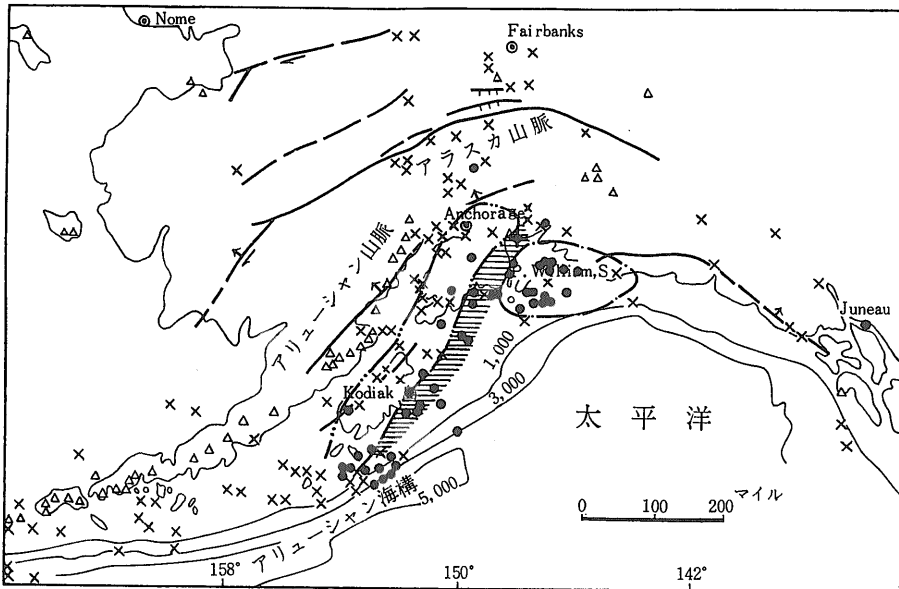 Nome
Fairbanks
アラスカ山脈
Anchorage
William,S.
アリューシャン山脈
Juneau
1,000
Kodiak
3,000
太平洋
アリューシャン海構
5,000
マイル
0 100 200
158° 150° 142°